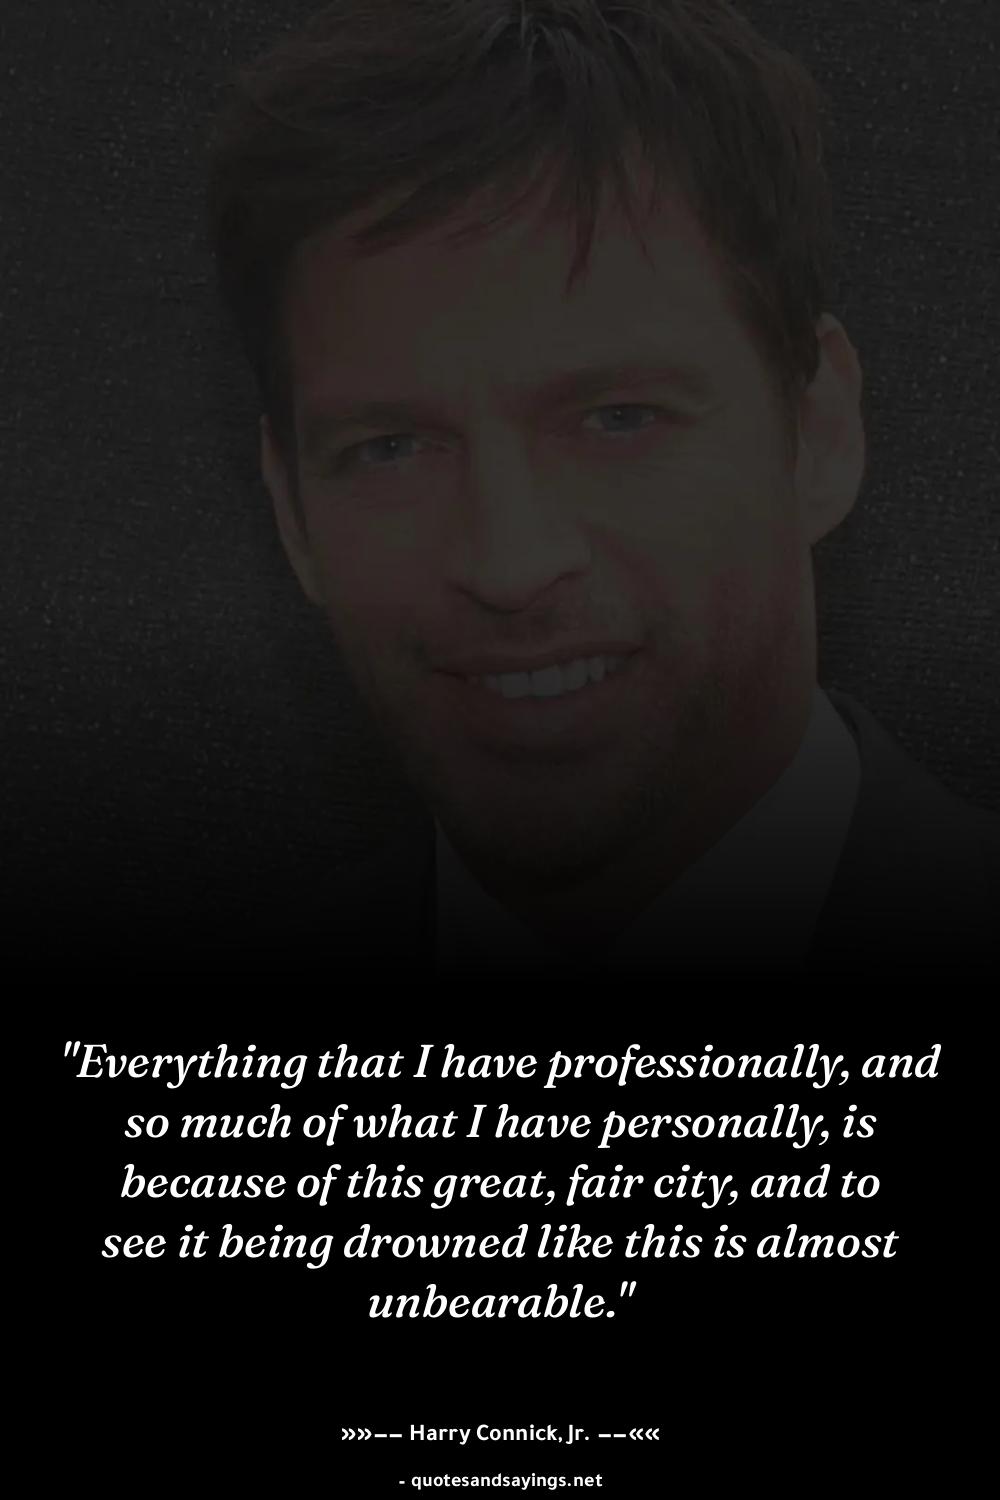 "Everything that I have professionally, and
so much of what I have personally, is
because of this great, fair city, and to
see it being drowned like this is almost
unbearable."
»»–– Harry Connick, Jr. ––««
- quotesandsayings.net